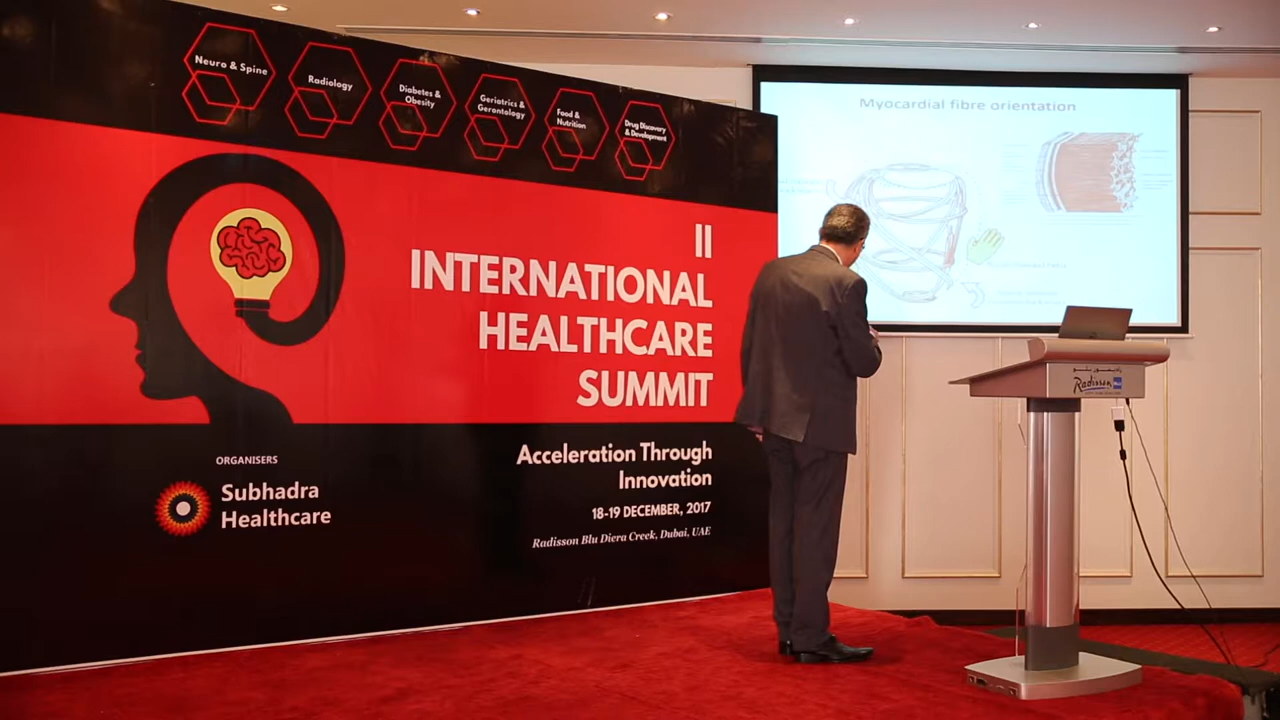 Neuro & Spine
Radiology
Diabetes &
Obesity
Geriatrics &
Gerontology
Food &
Nutrition
Drug Discovery
& Development
II
INTERNATIONAL
HEALTHCARE
SUMMIT
Acceleration Through
Innovation
18-19 DECEMBER, 2017
Radisson Blu Diera Creek, Dubai, UAE
ORGANISERS
Subhadra
Healthcare
Myocardial fibre orientation
Radisson